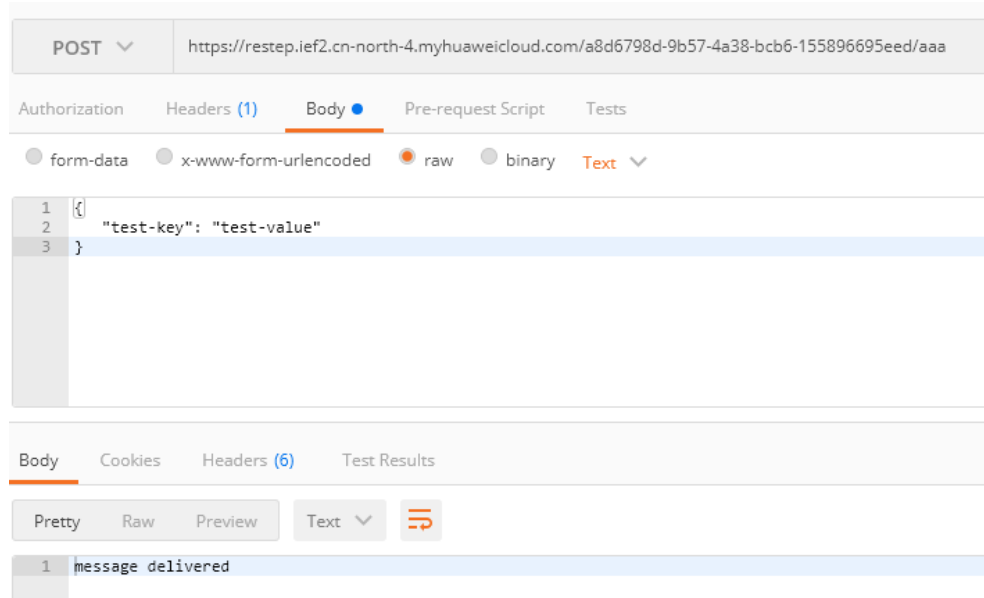 POST https://restep.ief2.cn-north-4.myhuaweicloud.com/a8d6798d-9b57-4a38-bcb6-155896695eed/aaa
Authorization Headers (1) Body Pre-request Script Tests
form-data x-www-form-urlencoded raw binary Text
1 {
2 "test-key": "test-value"
3 }
Body Cookies Headers (6) Test Results
Pretty Raw Preview Text
1 message delivered